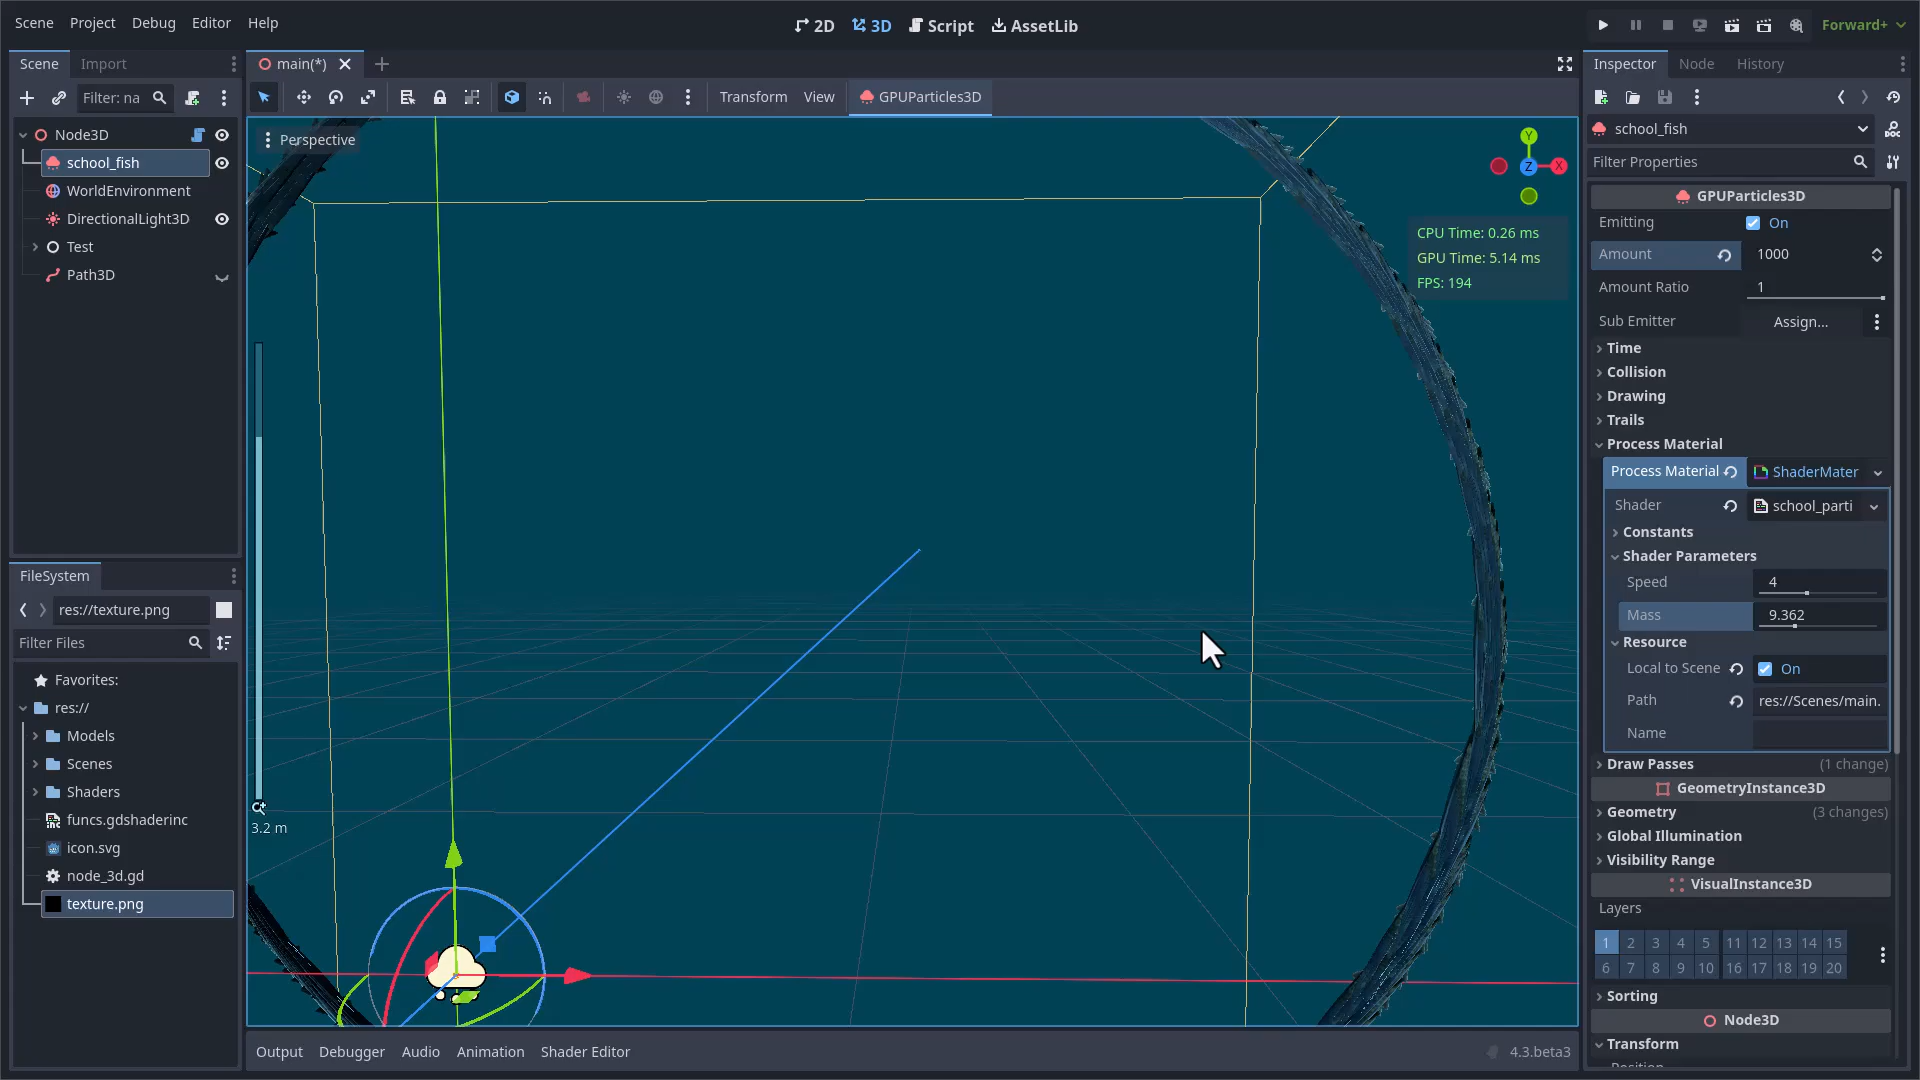 Scene Project Debug Editor Help
2D 3D Script AssetLib
Forward+
Scene Import
Filter: na
Node3D
school_fish
WorldEnvironment
DirectionalLight3D
Test
Path3D
FileSystem
res://texture.png
Filter Files
Favorites:
res://
Models
Scenes
Shaders
funcs.gdshaderinc
icon.svg
node_3d.gd
texture.png
main(*)
Transform View GPUParticles3D
Perspective
Y
Z X
CPU Time: 0.26 ms
GPU Time: 5.14 ms
FPS: 194
3.2 m
Output Debugger Audio Animation Shader Editor
4.3.beta3
Inspector Node History
school_fish
Filter Properties
GPUParticles3D
Emitting On
Amount 1000
Amount Ratio 1
Sub Emitter Assign...
Time
Collision
Drawing
Trails
Process Material
Process Material ShaderMater
Shader school_parti
Constants
Shader Parameters
Speed 4
Mass 9.362
Resource
Local to Scene On
Path res://Scenes/main.
Name
Draw Passes (1 change)
GeometryInstance3D
Geometry (3 changes)
Global Illumination
Visibility Range
VisualInstance3D
Layers
1 2 3 4 5 11 12 13 14 15
6 7 8 9 10 16 17 18 19 20
Sorting
Node3D
Transform